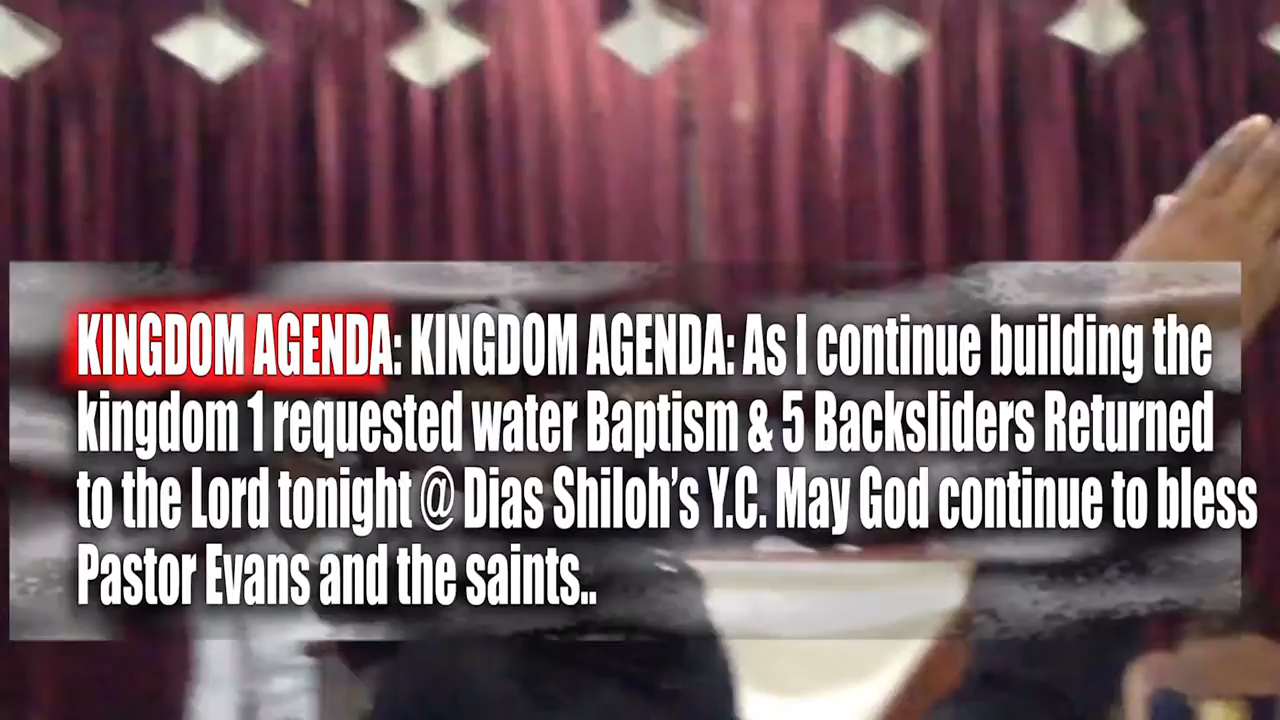 KINGDOM AGENDA: KINGDOM AGENDA: As I continue building the
kingdom 1 requested water Baptism & 5 Backsliders Returned
to the Lord tonight @ Dias Shiloh’s Y.C. May God continue to bless
Pastor Evans and the saints..